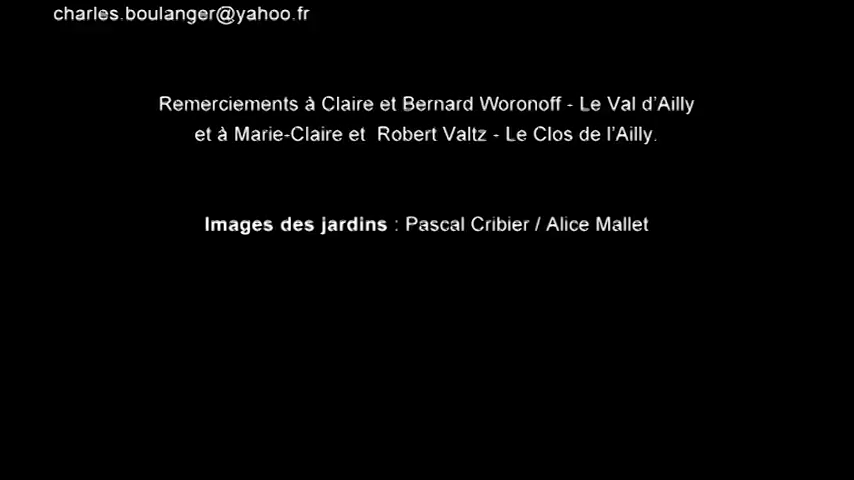 charles.boulanger@yahoo.fr
Remerciements à Claire et Bernard Woronoff - Le Val d'Ailly
et à Marie-Claire et Robert Valtz - Le Clos de l'Ailly.
Images des jardins : Pascal Cribier / Alice Mallet